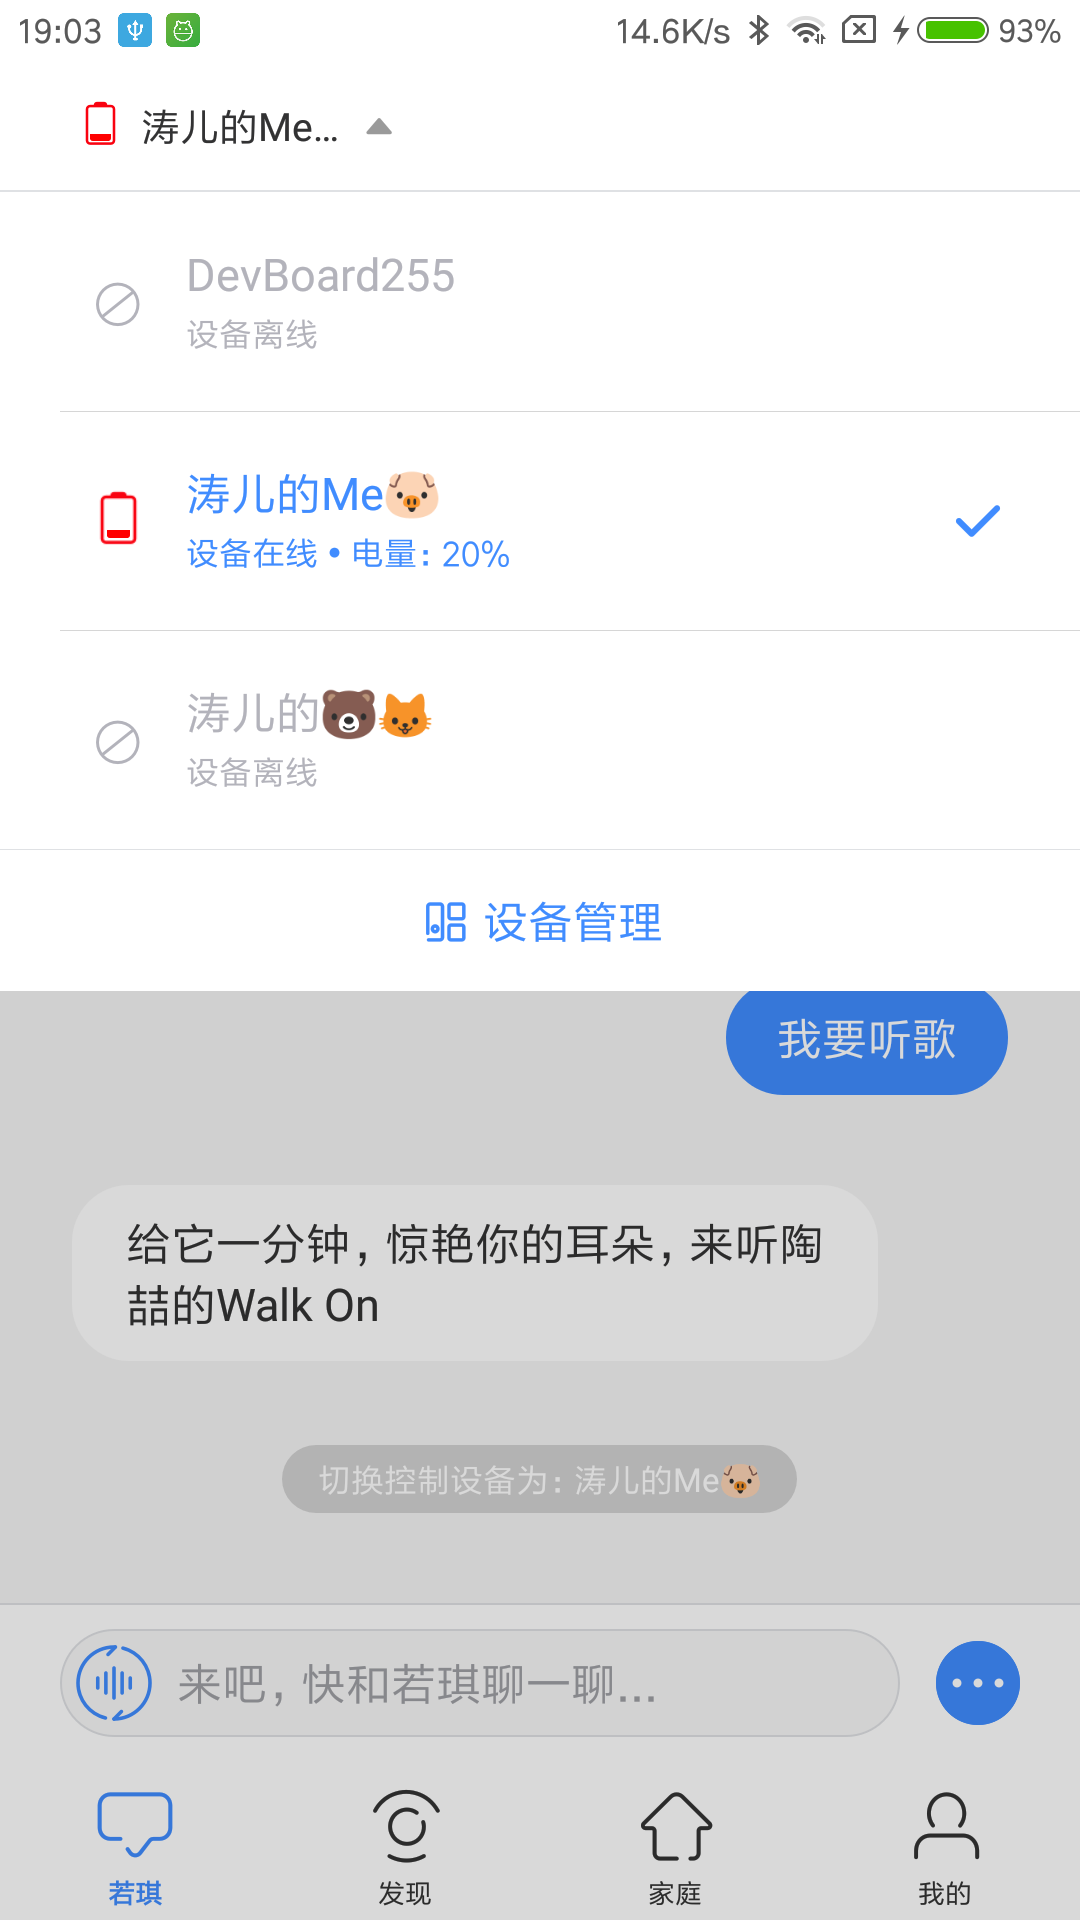 19:03 14.6K/s 93%
涛儿的Me...
DevBoard255
设备离线
涛儿的Me🐷
设备在线 • 电量: 20%
涛儿的🐻😺
设备离线
设备管理
我要听歌
给它一分钟, 惊艳你的耳朵, 来听陶
喆的Walk On
切换控制设备为: 涛儿的Me🐷
来吧, 快和若琪聊一聊...
若琪 发现 家庭 我的